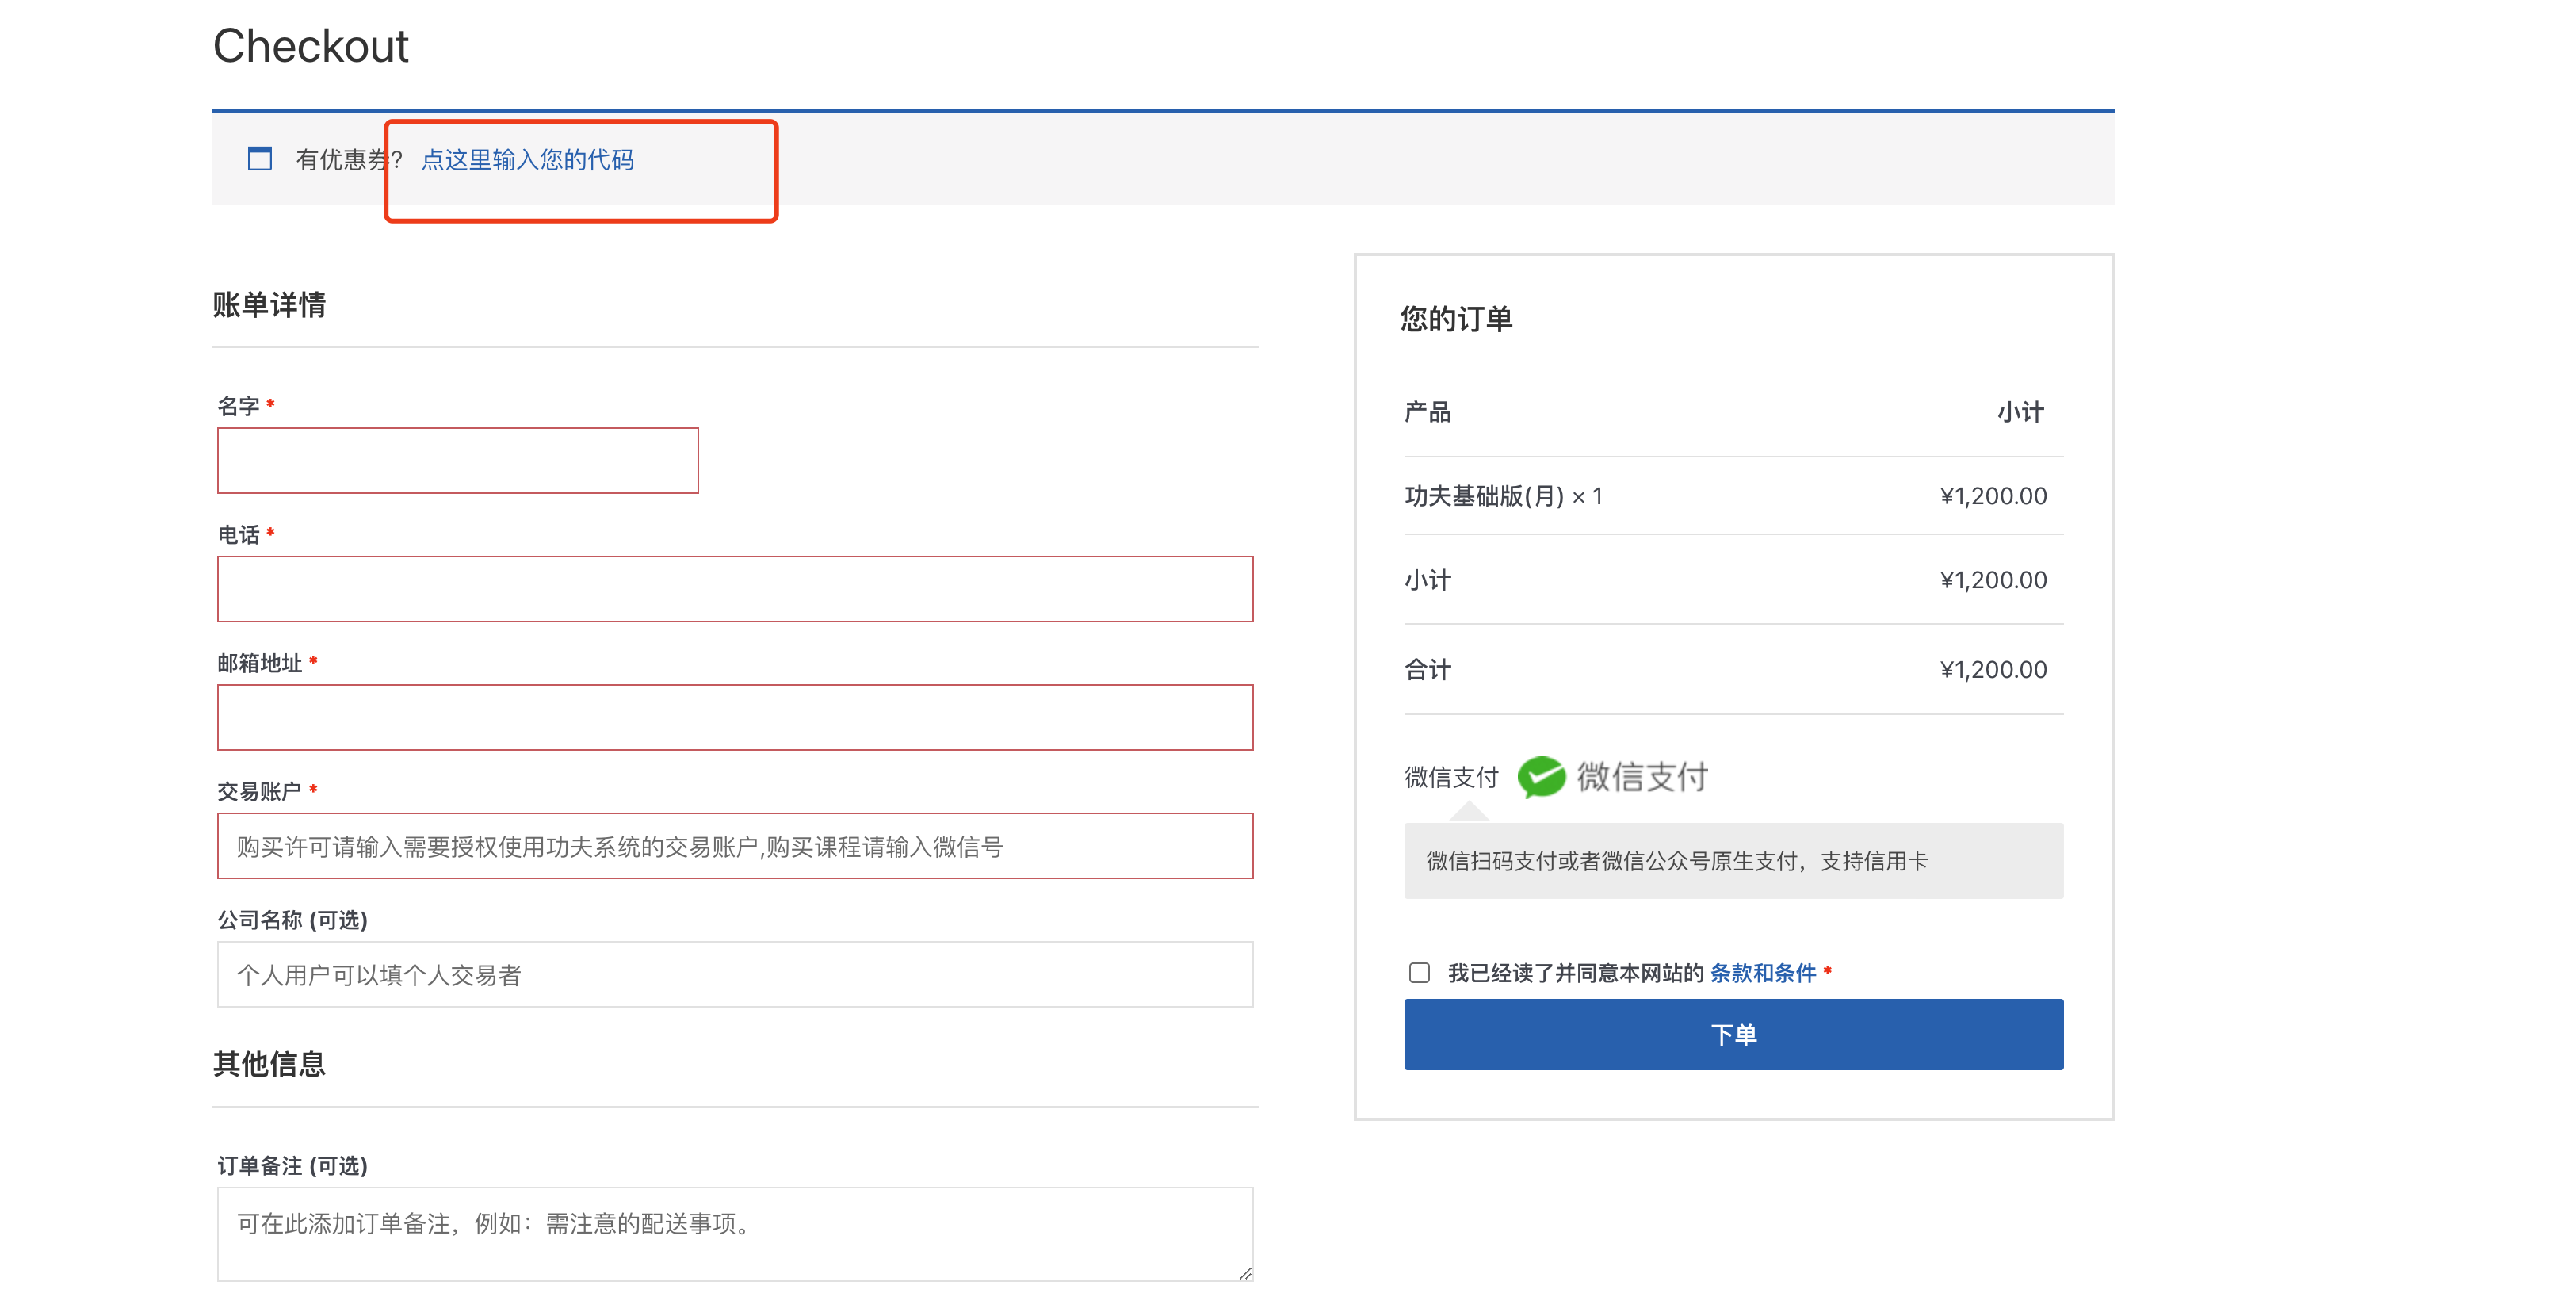 Checkout
有优惠券? 点这里输入您的代码
账单详情
名字 *
电话 *
邮箱地址 *
交易账户 *
购买许可请输入需要授权使用功夫系统的交易账户,购买课程请输入微信号
公司名称 (可选)
个人用户可以填个人交易者
其他信息
订单备注 (可选)
可在此添加订单备注，例如：需注意的配送事项。
您的订单
产品 小计
功夫基础版(月) × 1 ¥1,200.00
小计 ¥1,200.00
合计 ¥1,200.00
微信支付 微信支付
微信扫码支付或者微信公众号原生支付，支持信用卡
我已经读了并同意本网站的 条款和条件 *
下单